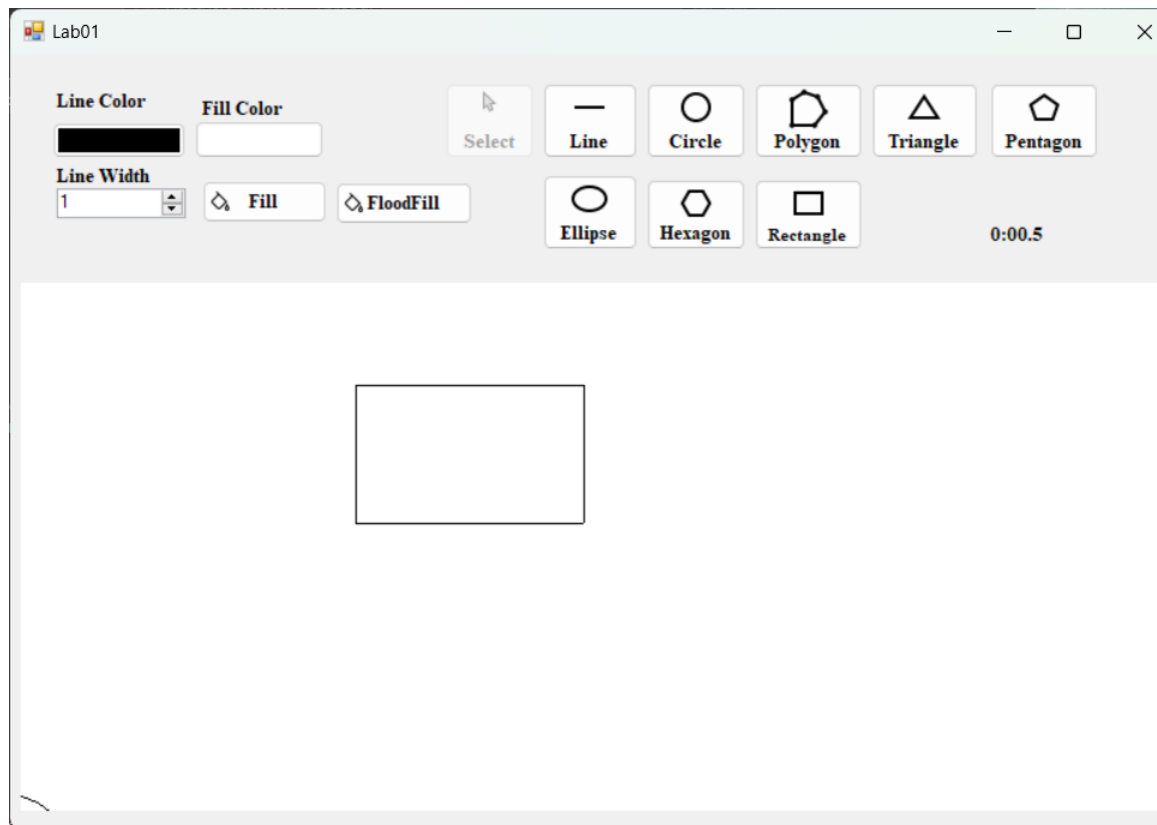 Lab01
Line Color
Fill Color
Select
Line
Circle
Polygon
Triangle
Pentagon
Line Width
1
Fill
FloodFill
Ellipse
Hexagon
Rectangle
0:00.5